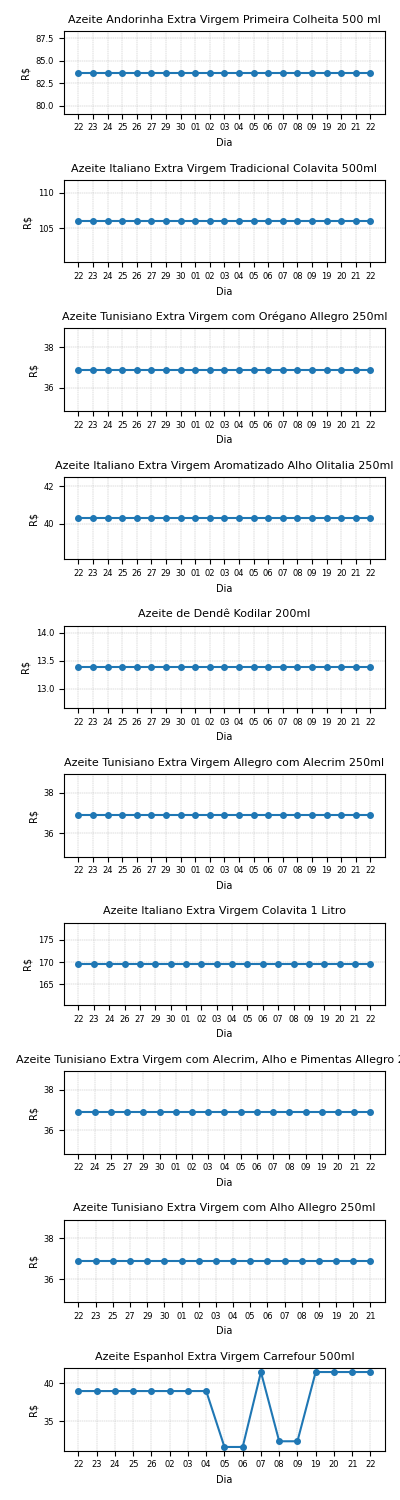 Azeite Andorinha Extra Virgem Primeira Colheita 500 ml
87.5
85.0
82.5
80.0
R$
22 23 24 25 26 27 29 30 01 02 03 04 05 06 07 08 09 19 20 21 22
Dia
Azeite Italiano Extra Virgem Tradicional Colavita 500ml
110
105
R$
22 23 24 25 26 27 29 30 01 02 03 04 05 06 07 08 09 19 20 21 22
Dia
Azeite Tunisiano Extra Virgem com Orégano Allegro 250ml
38
36
R$
22 23 24 25 26 27 29 30 01 02 03 04 05 06 07 08 09 19 20 21 22
Dia
Azeite Italiano Extra Virgem Aromatizado Alho Olitalia 250ml
42
40
R$
22 23 24 25 26 27 29 30 01 02 03 04 05 06 07 08 09 19 20 21 22
Dia
Azeite de Dendê Kodilar 200ml
14.0
13.5
13.0
R$
22 23 24 25 26 27 29 30 01 02 03 04 05 06 07 08 09 19 20 21 22
Dia
Azeite Tunisiano Extra Virgem Allegro com Alecrim 250ml
38
36
R$
22 23 24 25 26 27 29 30 01 02 03 04 05 06 07 08 09 19 20 21 22
Dia
Azeite Italiano Extra Virgem Colavita 1 Litro
175
170
165
R$
22 23 24 26 27 29 30 01 02 03 04 05 06 07 08 09 19 20 21 22
Dia
Azeite Tunisiano Extra Virgem com Alecrim, Alho e Pimentas Allegro 2
38
36
R$
22 24 25 27 29 30 01 02 03 04 05 06 07 08 09 19 20 21 22
Dia
Azeite Tunisiano Extra Virgem com Alho Allegro 250ml
38
36
R$
22 23 25 27 29 30 01 02 03 04 05 06 07 08 09 19 20 21
Dia
Azeite Espanhol Extra Virgem Carrefour 500ml
40
35
R$
22 23 24 25 26 02 03 04 05 06 07 08 09 19 20 21 22
Dia